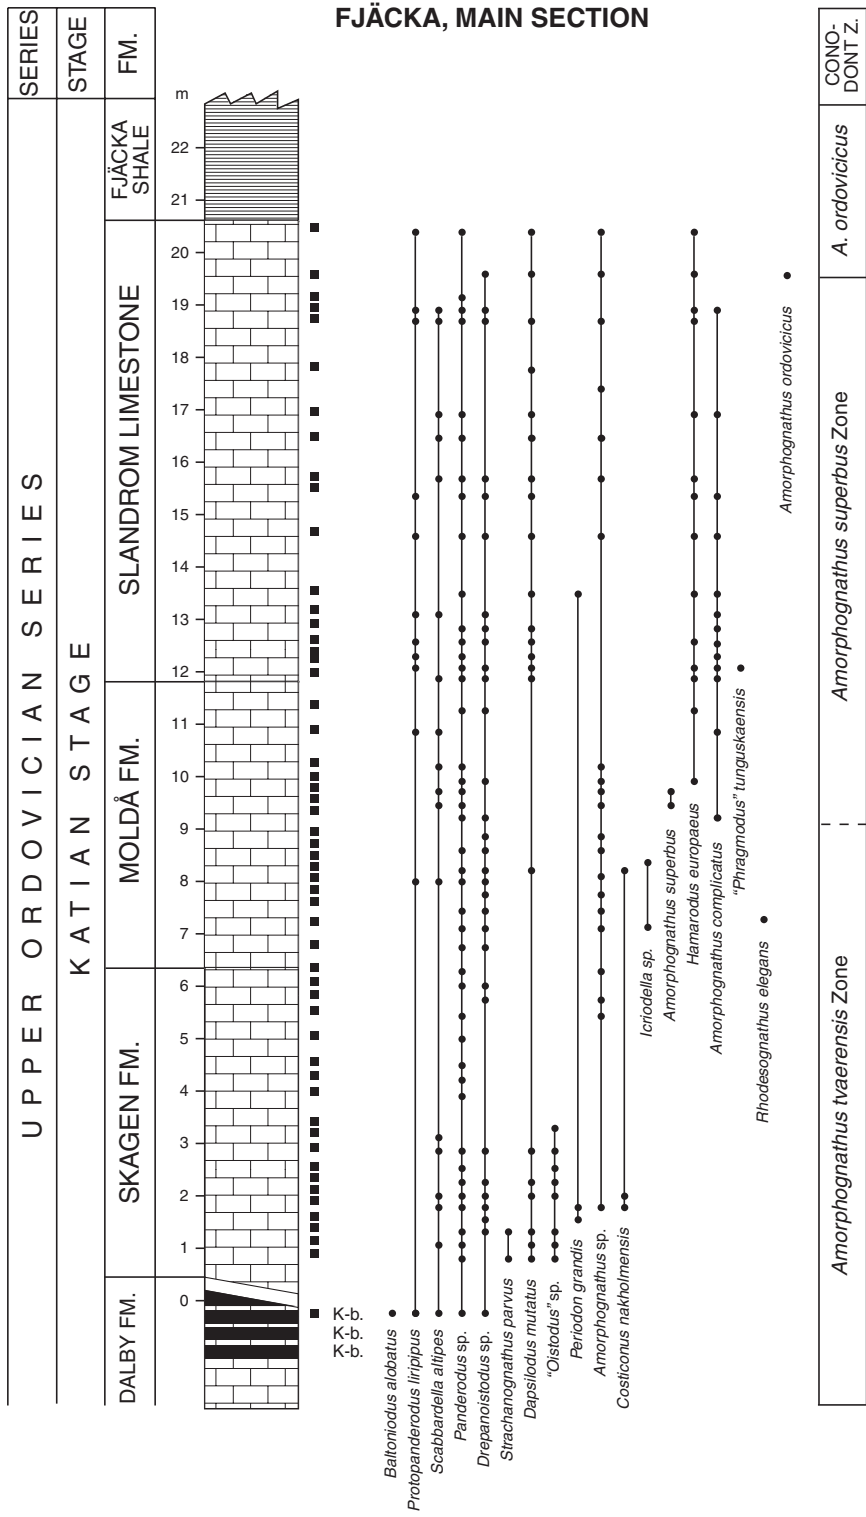 FJÄCKA, MAIN SECTION
SERIES
STAGE
FM.
CONO-
DONT Z.
UPPER ORDOVICIAN SERIES
KATIAN STAGE
FJÄCKA
SHALE
SLANDROM LIMESTONE
MOLDÅ FM.
SKAGEN FM.
DALBY FM.
m
22
21
20
19
18
17
16
15
14
13
12
11
10
9
8
7
6
5
4
3
2
1
0
K-b.
K-b.
K-b.
Baltoniodus alobatus
Protopanderodus liripipus
Scabbardella altipes
Panderodus sp.
Drepanoistodus sp.
Strachanognathus parvus
Dapsilodus mutatus
"Oistodus" sp.
Periodon grandis
Amorphognathus sp.
Costiconus nakholmensis
Icriodella sp.
Amorphognathus superbus
Hamarodus europaeus
Amorphognathus complicatus
"Phragmodus" tunguskaensis
Rhodesognathus elegans
Amorphognathus ordovicicus
A. ordovicicus
Amorphognathus superbus Zone
Amorphognathus tvaerensis Zone